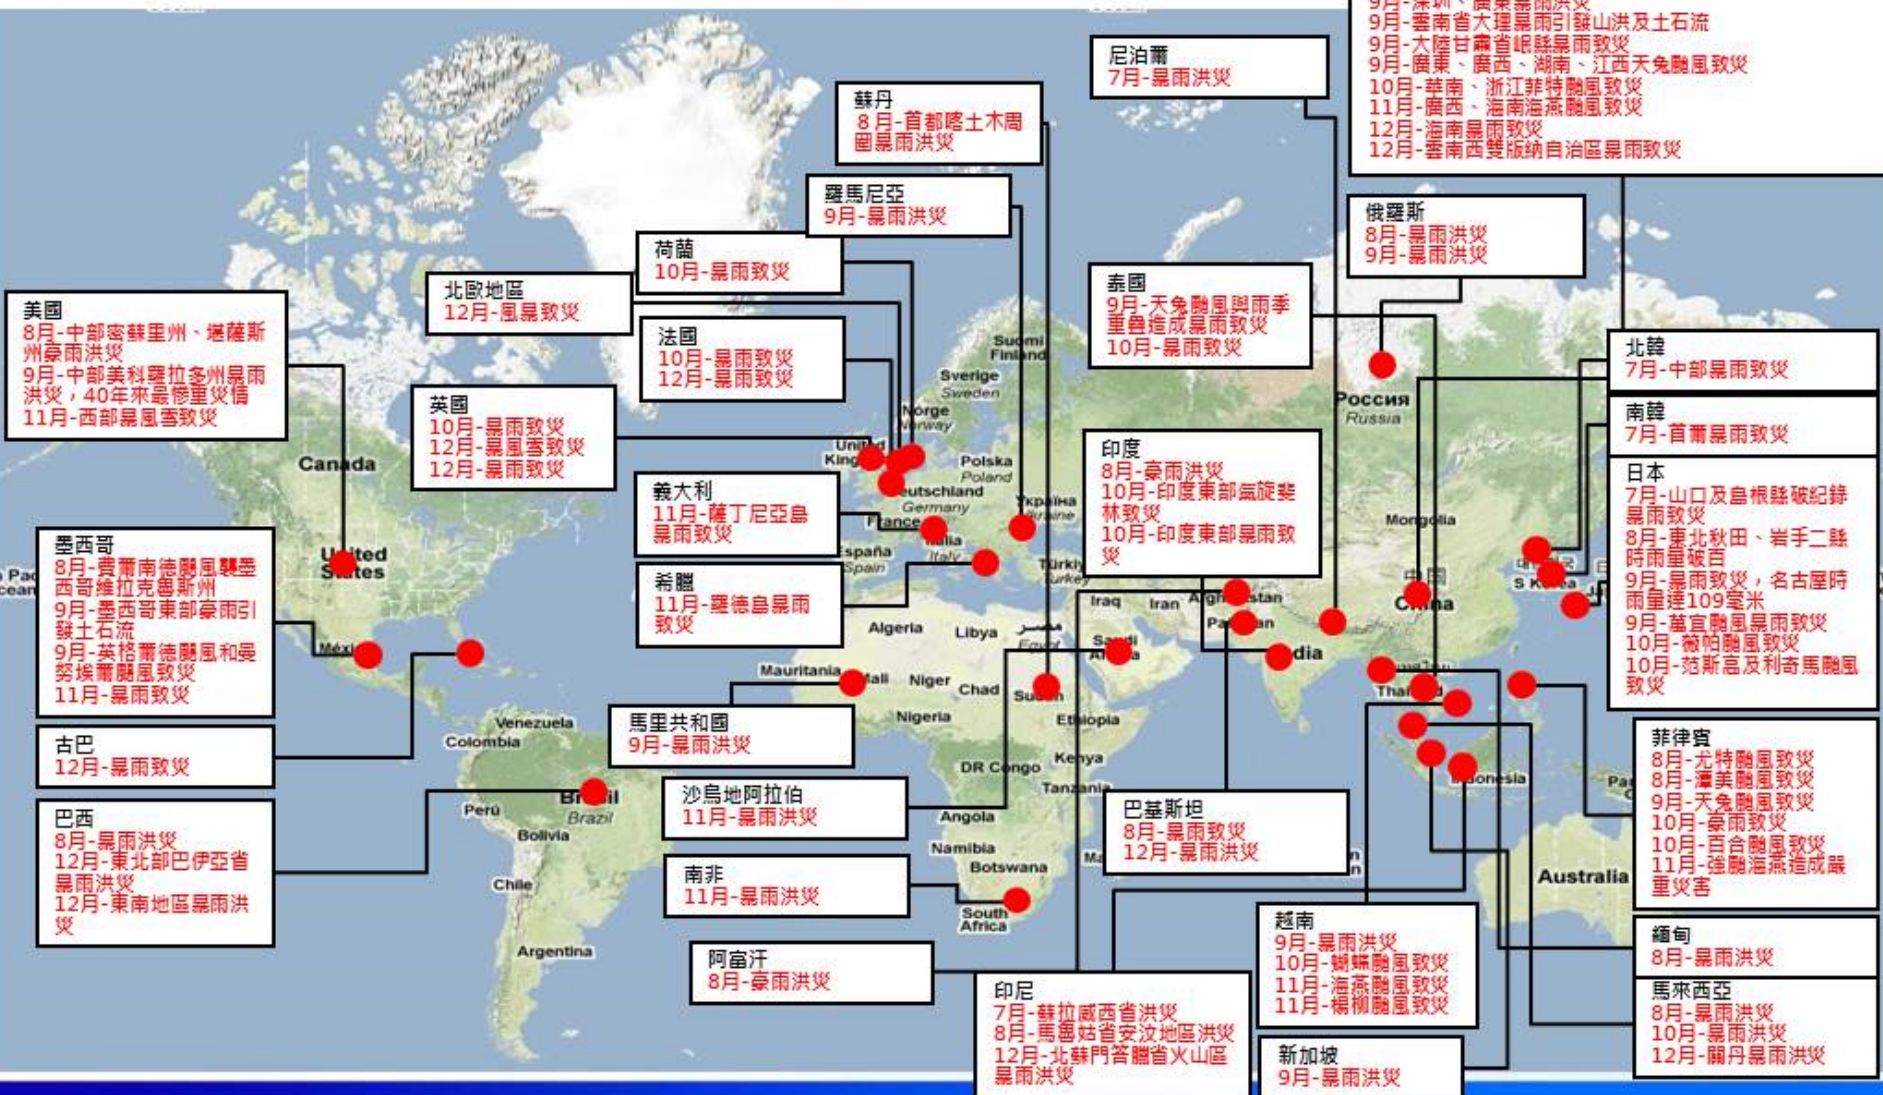 9月-深圳、廣東暴雨洪災
9月-雲南省大理暴雨引發山洪及土石流
9月-大陸甘肅省岷縣暴雨致災
9月-廣東、廣西、湖南、江西天兔颱風致災
10月-華南、浙江菲特颱風致災
11月-廣西、海南海燕颱風致災
12月-海南暴雨致災
12月-雲南西雙版納自治區暴雨致災
尼泊爾
7月-暴雨洪災
蘇丹
8月-首都喀土木周
圍暴雨洪災
羅馬尼亞
9月-暴雨洪災
俄羅斯
8月-暴雨洪災
9月-暴雨洪災
荷蘭
10月-暴雨致災
北歐地區
12月-風暴致災
泰國
9月-天兔颱風與雨季
重疊造成暴雨致災
10月-暴雨致災
美國
8月-中部密蘇里州、堪薩斯
州豪雨洪災
9月-中部美科羅拉多州暴雨
洪災，40年來最慘重災情
11月-西部暴風雪致災
法國
10月-暴雨致災
12月-暴雨致災
英國
10月-暴雨致災
12月-暴風雪致災
12月-暴雨致災
北韓
7月-中部暴雨致災
南韓
7月-首爾暴雨致災
日本
7月-山口及島根縣破紀錄
暴雨致災
8月-東北秋田、岩手二縣
時雨量破百
9月-暴雨致災，名古屋時
雨量達109毫米
9月-萬宜颱風暴雨致災
10月-薇帕颱風致災
10月-范斯高及利奇馬颱風
致災
印度
8月-豪雨洪災
10月-印度東部氣旋斐
林致災
10月-印度東部暴雨致
災
義大利
11月-薩丁尼亞島
暴雨致災
希臘
11月-羅德島暴雨
致災
墨西哥
8月-費爾南德颶風襲墨
西哥維拉克魯斯州
9月-墨西哥東部豪雨引
發土石流
9月-英格爾德颶風和曼
努埃爾颶風致災
11月-暴雨致災
古巴
12月-暴雨致災
巴西
8月-暴雨洪災
12月-東北部巴伊亞省
暴雨洪災
12月-東南地區暴雨洪
災
馬里共和國
9月-暴雨洪災
沙烏地阿拉伯
11月-暴雨洪災
南非
11月-暴雨洪災
阿富汗
8月-豪雨洪災
巴基斯坦
8月-暴雨致災
12月-暴雨洪災
印尼
7月-蘇拉威西省洪災
8月-馬魯姑省安汶地區洪災
12月-北蘇門答臘省火山區
暴雨洪災
越南
9月-暴雨洪災
10月-蝴蝶颱風致災
11月-海燕颱風致災
11月-楊柳颱風致災
新加坡
9月-暴雨洪災
菲律賓
8月-尤特颱風致災
8月-潭美颱風致災
9月-天兔颱風致災
10月-豪雨致災
10月-百合颱風致災
11月-強颱海燕造成嚴
重災害
緬甸
8月-暴雨洪災
馬來西亞
8月-暴雨洪災
10月-暴雨洪災
12月-關丹暴雨洪災
Canada
United
States
Venezuela
Colombia
Perú
Brazil
Bolivia
Chile
Argentina
Suomi
Finland
Sverige
Sweden
Norge
Norway
United
Polska
Poland
Germany
France
Italia
Italy
España
Spain
Turkey
Россия
Russia
Mongolia
中国
China
S Korea
Iraq
Iran
Algeria
Libya
Mauritania
Mali
Niger
Chad
Sudan
Nigeria
Ethiopia
Kenya
DR Congo
Tanzania
Angola
Namibia
Botswana
South
Africa
Australia